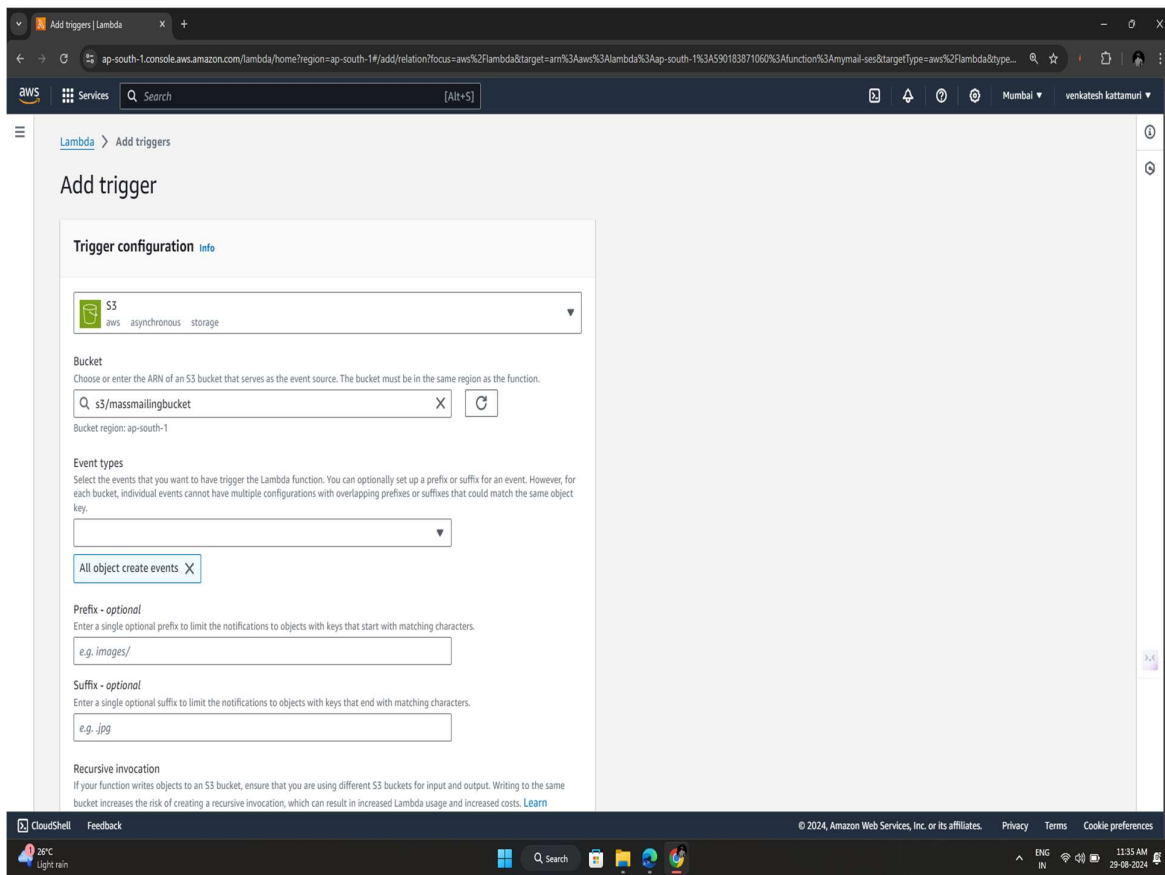 Add triggers | Lambda
ap-south-1.console.aws.amazon.com/lambda/home?region=ap-south-1#/add/relation?focus=aws%2Flambda&target=arn%3Aaws%3Alambda%3Aap-south-1%3A590183871060%3Afunction%3Amymail-ses&targetType=aws%2Flambda&type...
aws
Services
Search
[Alt+S]
Mumbai
venkatesh kattamuri
Lambda
Add triggers
Add trigger
Trigger configuration Info
S3
aws asynchronous storage
Bucket
Choose or enter the ARN of an S3 bucket that serves as the event source. The bucket must be in the same region as the function.
s3/massmailingbucket
Bucket region: ap-south-1
Event types
Select the events that you want to have trigger the Lambda function. You can optionally set up a prefix or suffix for an event. However, for
each bucket, individual events cannot have multiple configurations with overlapping prefixes or suffixes that could match the same object
key.
All object create events
Prefix - optional
Enter a single optional prefix to limit the notifications to objects with keys that start with matching characters.
e.g. images/
Suffix - optional
Enter a single optional suffix to limit the notifications to objects with keys that end with matching characters.
e.g. .jpg
Recursive invocation
If your function writes objects to an S3 bucket, ensure that you are using different S3 buckets for input and output. Writing to the same
bucket increases the risk of creating a recursive invocation, which can result in increased Lambda usage and increased costs. Learn
CloudShell
Feedback
© 2024, Amazon Web Services, Inc. or its affiliates.
Privacy
Terms
Cookie preferences
1
26°C
Light rain
Search
ENG
IN
11:35 AM
29-08-2024